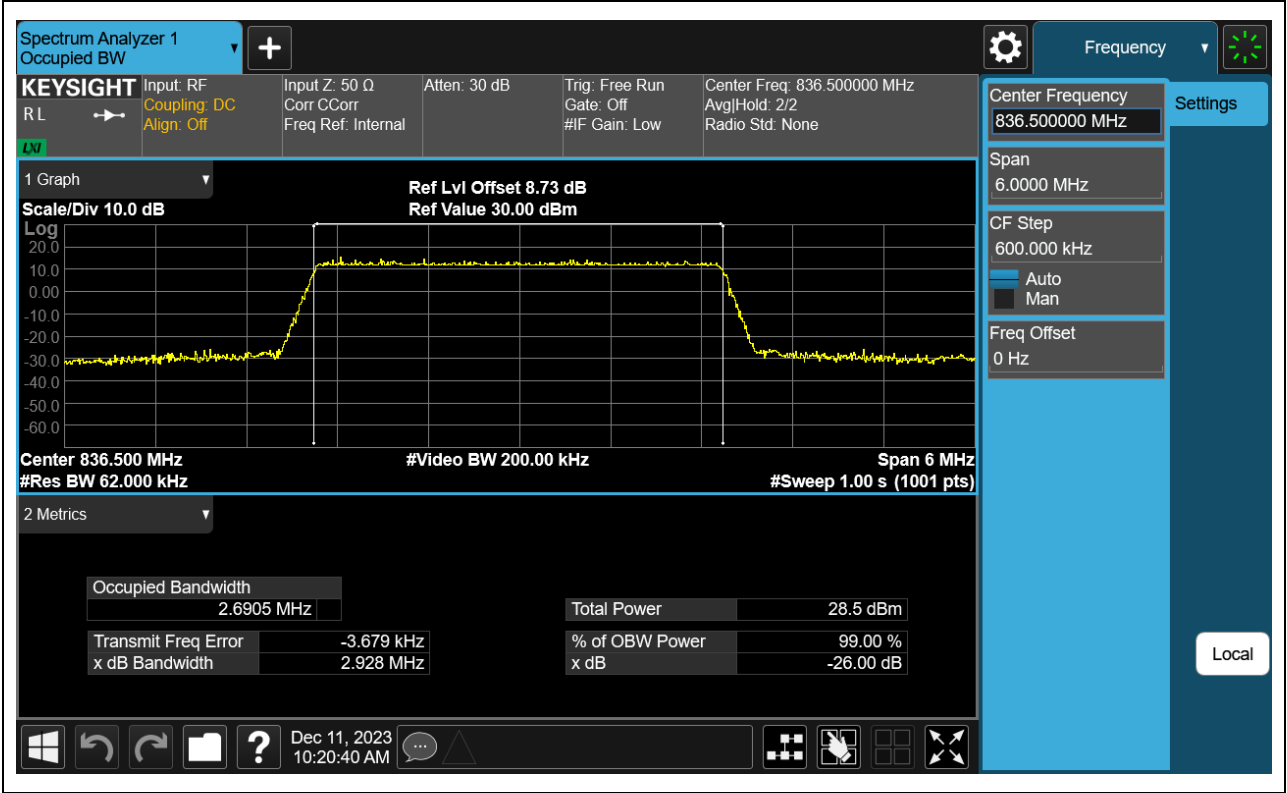 Spectrum Analyzer 1
Occupied BW
+
Frequency
KEYSIGHT
R L
LXI
Input: RF
Coupling: DC
Align: Off
Input Z: 50 Ω
Corr CCorr
Freq Ref: Internal
Atten: 30 dB
Trig: Free Run
Gate: Off
#IF Gain: Low
Center Freq: 836.500000 MHz
Avg|Hold: 2/2
Radio Std: None
Center Frequency
836.500000 MHz
Settings
Span
6.0000 MHz
CF Step
600.000 kHz
Auto
Man
Freq Offset
0 Hz
Local
1 Graph
Scale/Div 10.0 dB
Ref Lvl Offset 8.73 dB
Ref Value 30.00 dBm
Log
20.0
10.0
0.00
-10.0
-20.0
-30.0
-40.0
-50.0
-60.0
Center 836.500 MHz
#Video BW 200.00 kHz
Span 6 MHz
#Res BW 62.000 kHz
#Sweep 1.00 s (1001 pts)
2 Metrics
Occupied Bandwidth
2.6905 MHz
Total Power 28.5 dBm
Transmit Freq Error -3.679 kHz
% of OBW Power 99.00 %
x dB Bandwidth 2.928 MHz
x dB -26.00 dB
?
Dec 11, 2023
10:20:40 AM